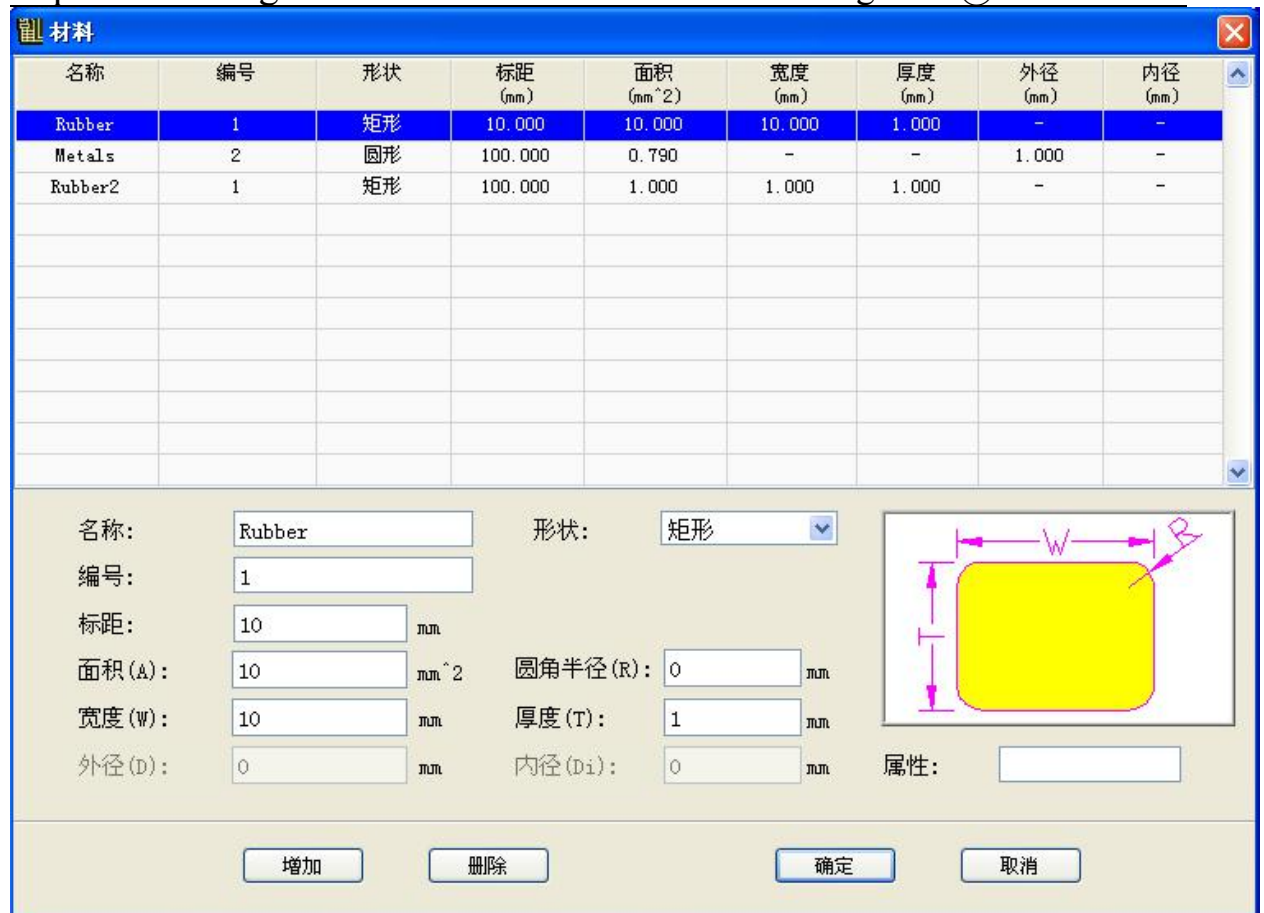 材料
名称 编号 形状 标距 面积 宽度 厚度 外径 内径
(mm) (mm^2) (mm) (mm) (mm) (mm)
Rubber 1 矩形 10.000 10.000 10.000 1.000 - -
Metals 2 圆形 100.000 0.790 - - 1.000 -
Rubber2 1 矩形 100.000 1.000 1.000 1.000 - -
名称: Rubber 形状: 矩形
编号: 1
标距: 10 mm
面积(A): 10 mm^2 圆角半径(R): 0 mm
宽度(W): 10 mm 厚度(T): 1 mm
外径(D): 0 mm 内径(Di): 0 mm 属性:
W R
T
增加 删除 确定 取消